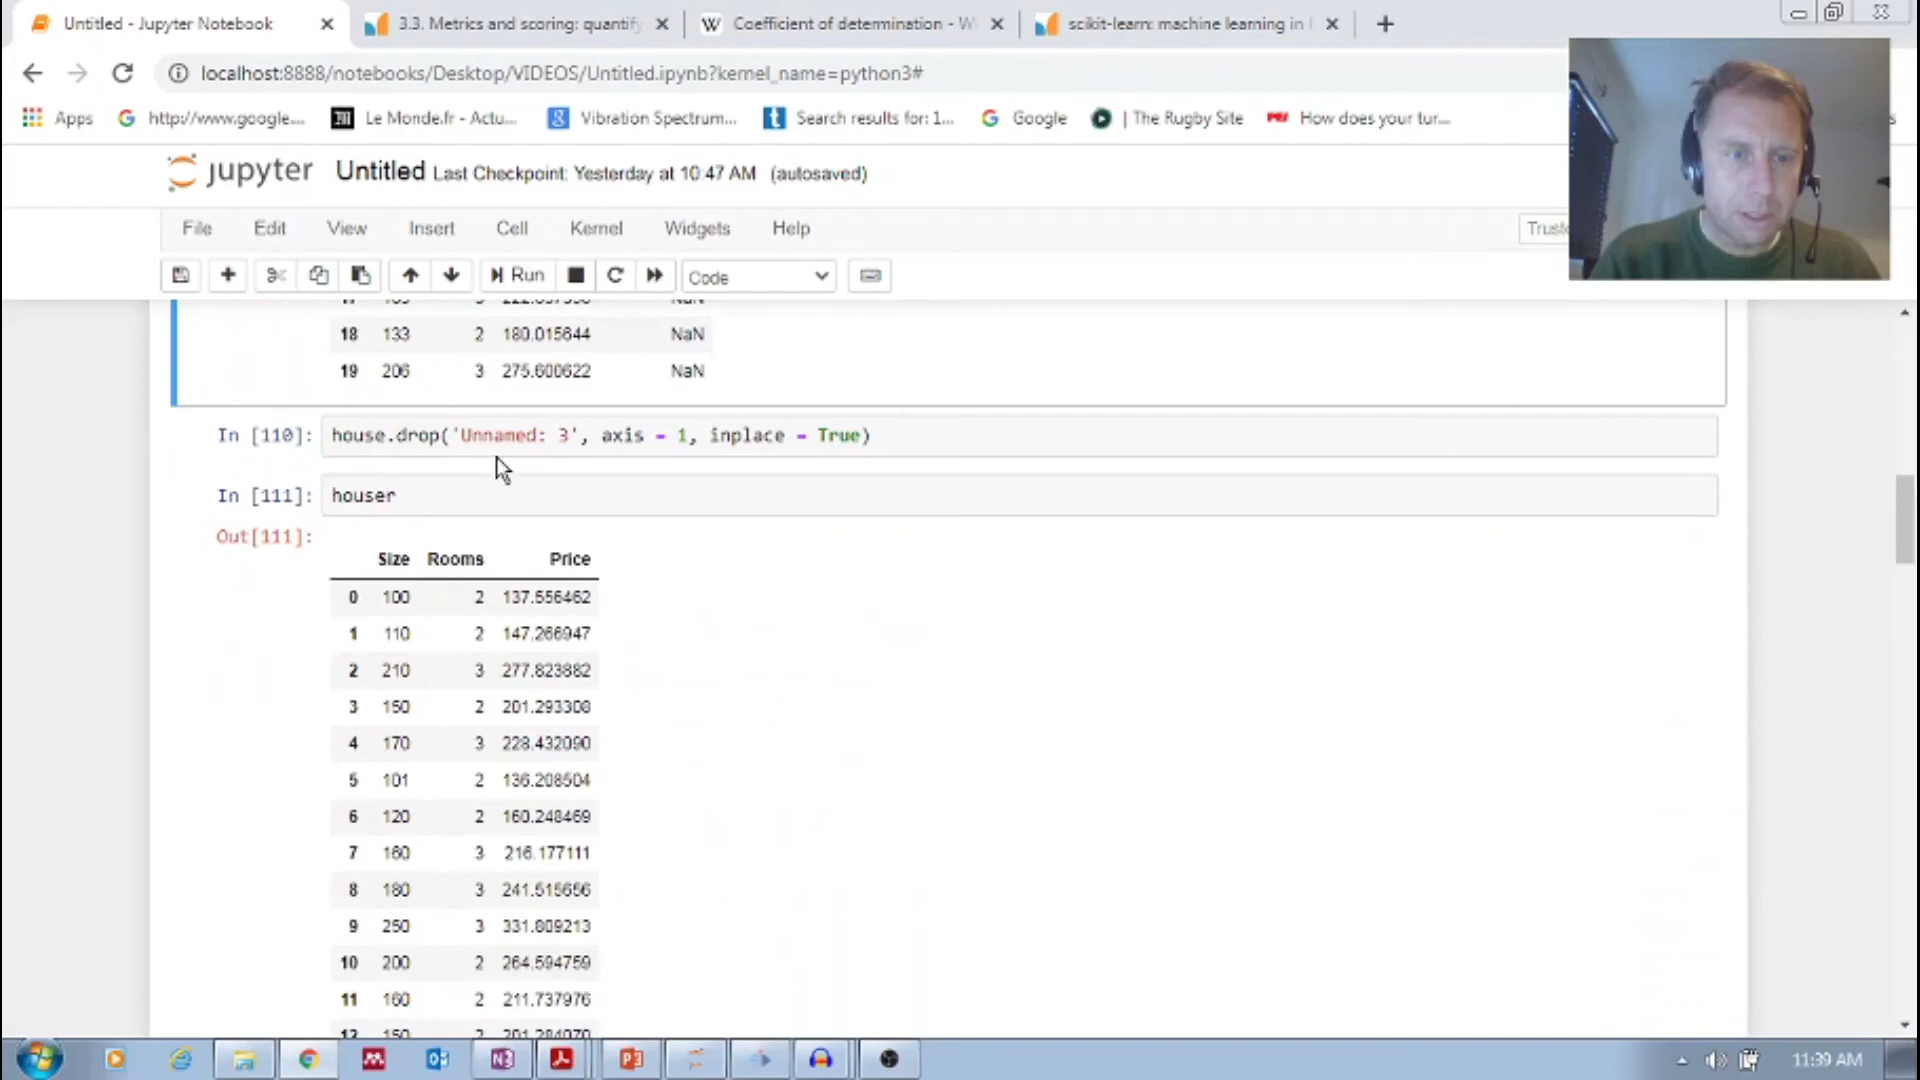 Untitled - Jupyter Notebook
3.3. Metrics and scoring: quantify
Coefficient of determination - W
scikit-learn: machine learning in
localhost:8888/notebooks/Desktop/VIDEOS/Untitled.ipynb?kernel_name=python3#
Apps http://www.google.... Le Monde.fr - Actu... Vibration Spectrum... Search results for: 1... Google | The Rugby Site How does your tur...
jupyter Untitled Last Checkpoint: Yesterday at 10:47 AM (autosaved)
File Edit View Insert Cell Kernel Widgets Help
Run Code
18 133 2 180.015644 NaN
19 206 3 275.600622 NaN
In [110]: house.drop('Unnamed: 3', axis = 1, inplace = True)
In [111]: houser
Out[111]:
Size Rooms Price
0 100 2 137.556462
1 110 2 147.266947
2 210 3 277.823882
3 150 2 201.293308
4 170 3 228.432090
5 101 2 136.208504
6 120 2 160.248469
7 160 3 216.177111
8 180 3 241.515656
9 250 3 331.809213
10 200 2 264.594759
11 160 2 211.737976
11:39 AM